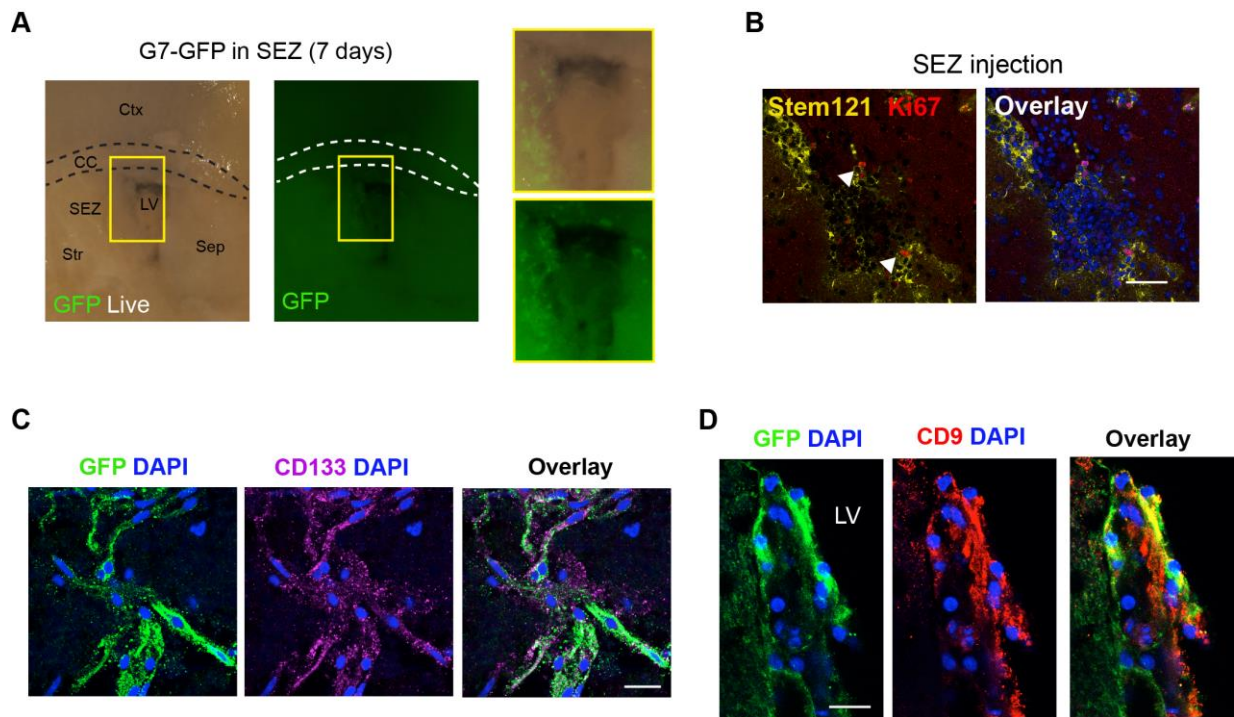 A
G7-GFP in SEZ (7 days)
Ctx
CC
SEZ
LV
Str
Sep
GFP Live
GFP
B
SEZ injection
Stem121 Ki67
Overlay
C
GFP DAPI
CD133 DAPI
Overlay
D
GFP DAPI
CD9 DAPI
Overlay
LV